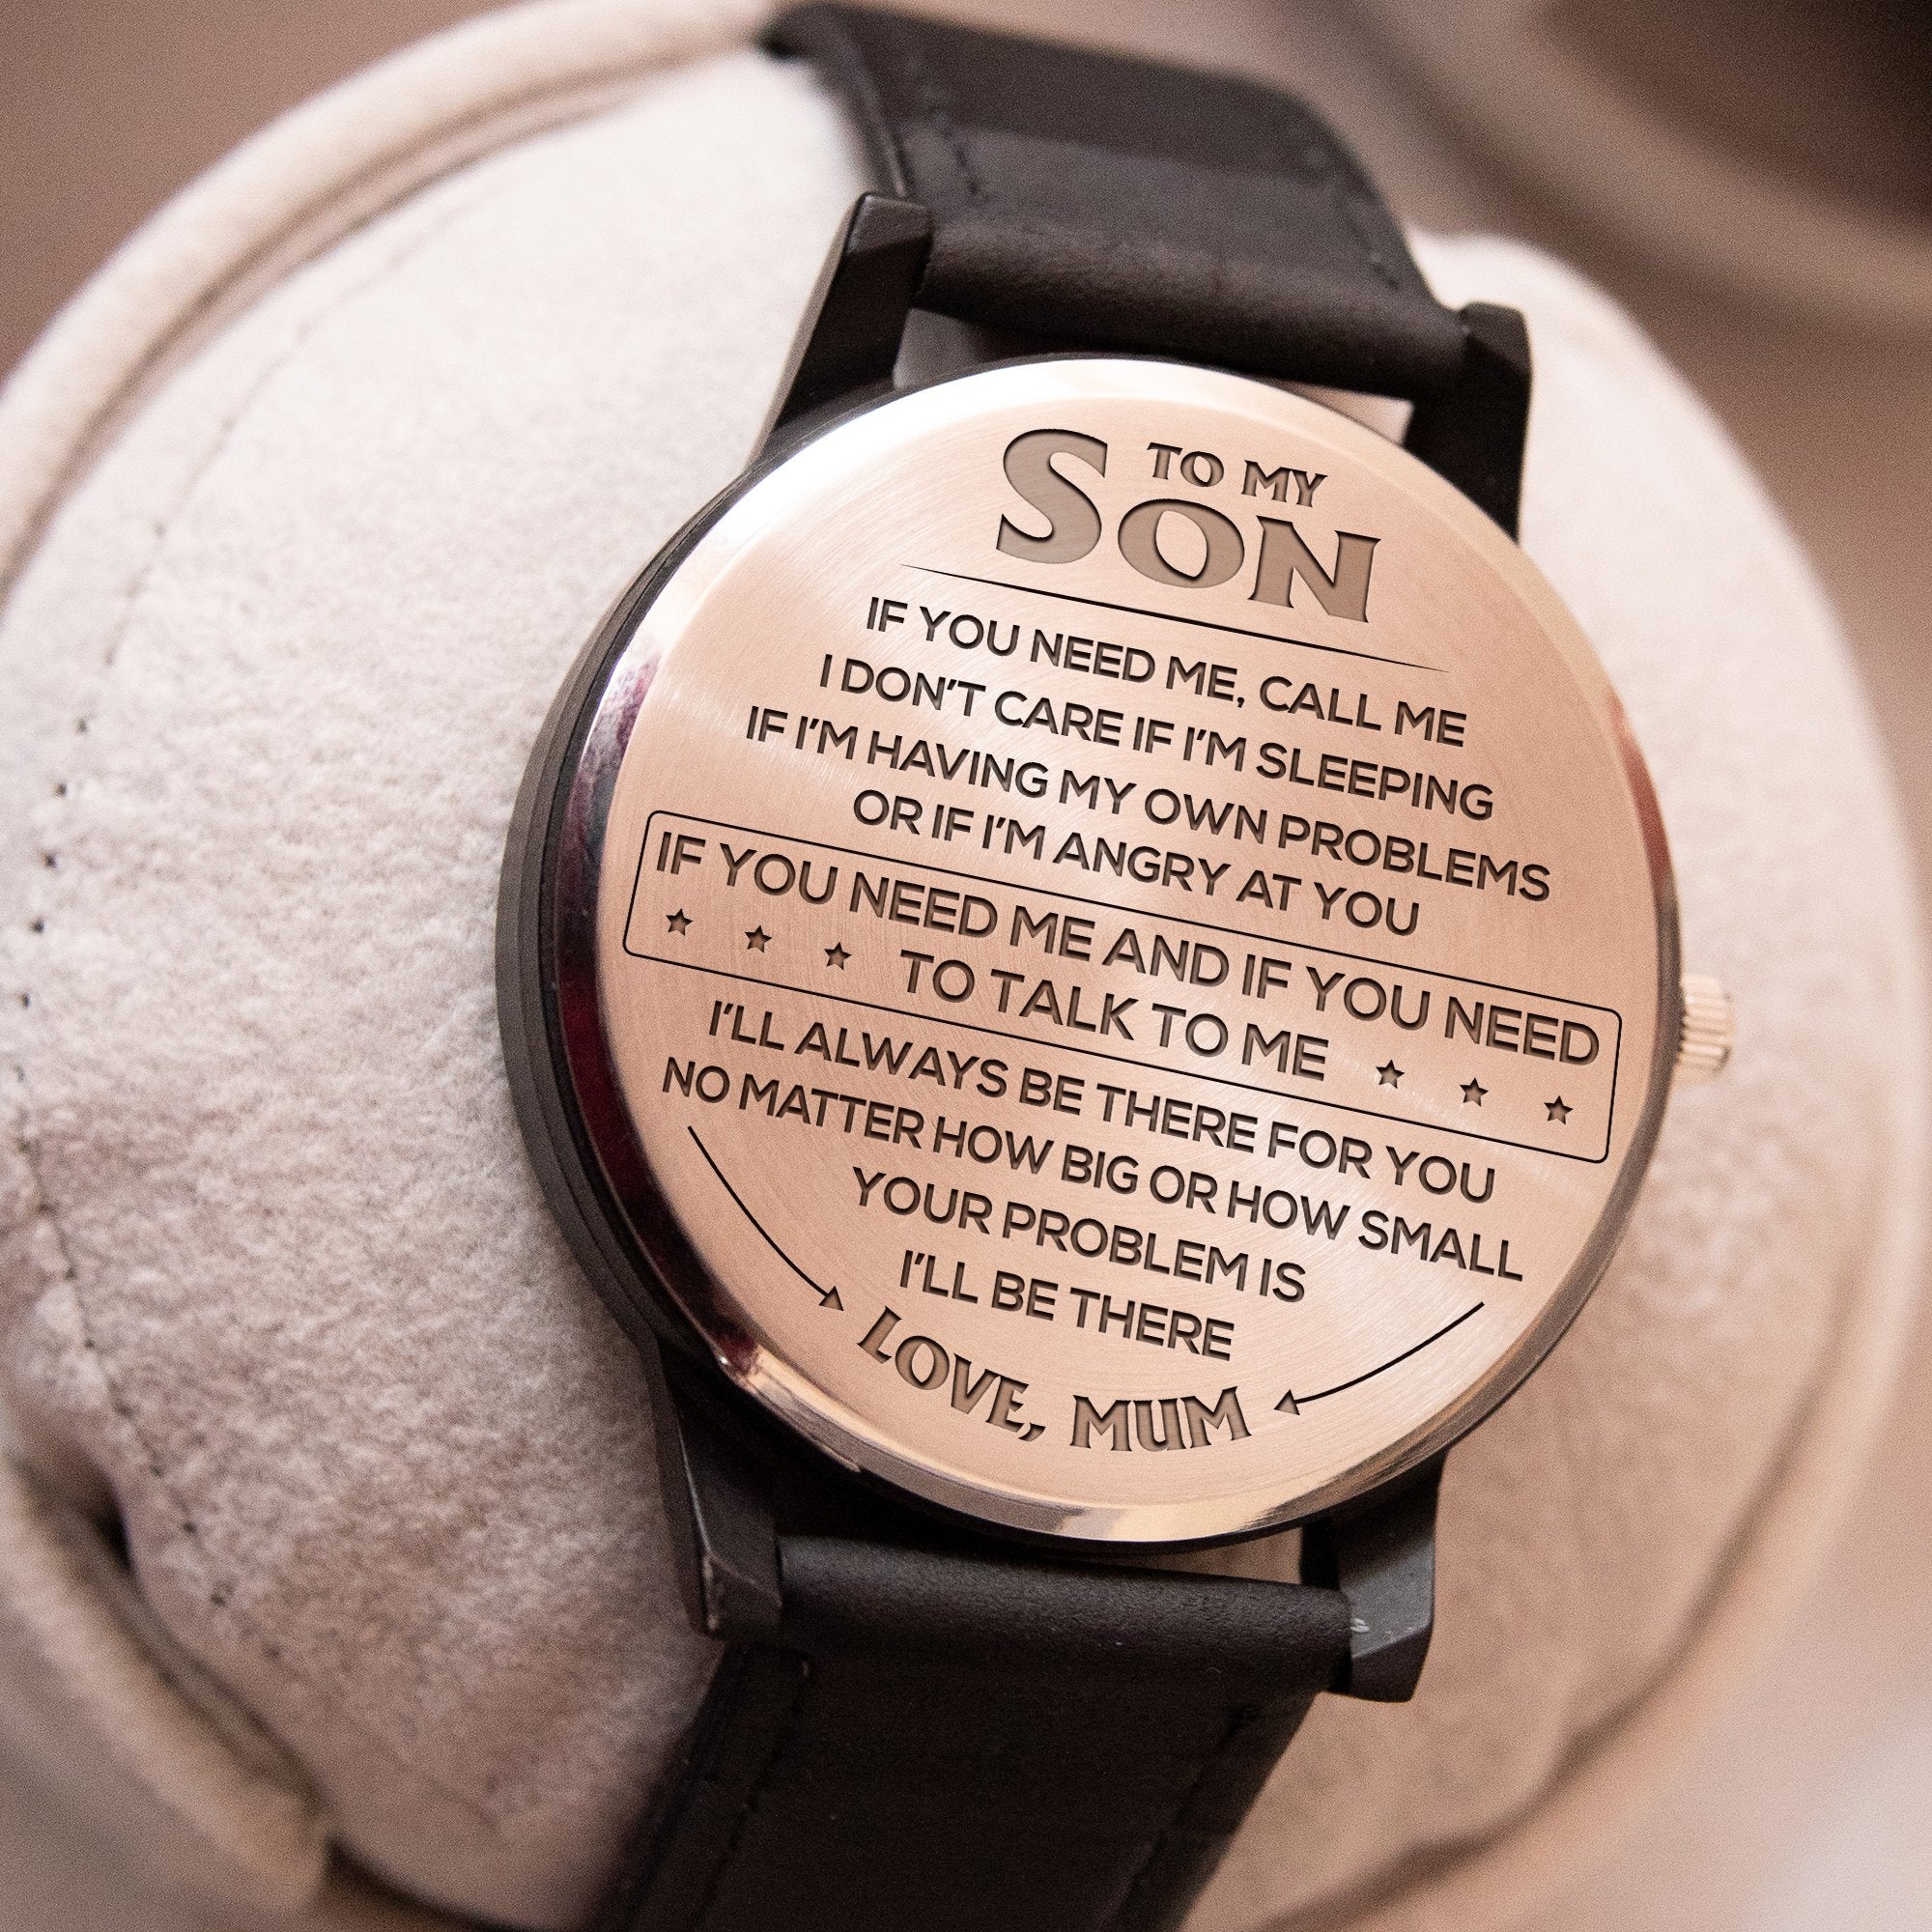 TO MY
SON
IF YOU NEED ME, CALL ME
I DON'T CARE IF I'M SLEEPING
IF I'M HAVING MY OWN PROBLEMS
OR IF I'M ANGRY AT YOU
IF YOU NEED ME AND IF YOU NEED
TO TALK TO ME
I'LL ALWAYS BE THERE FOR YOU
NO MATTER HOW BIG OR HOW SMALL
YOUR PROBLEM IS
I'LL BE THERE
LOVE, MUM